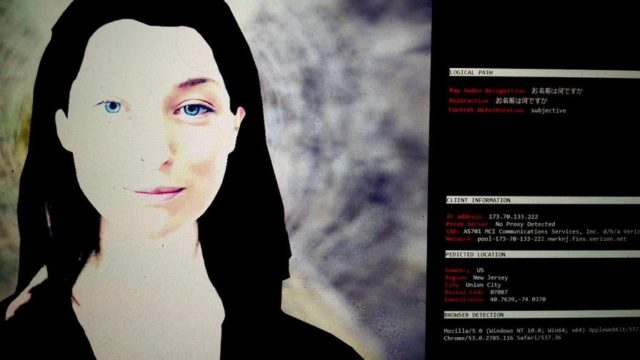 LOGICAL PATH
Raw Audio Recognition お名前は何ですか
Abstraction お名前は何ですか
Context Determination subjective
CLIENT INFORMATION
IP address: 173.70.133.222
Proxy Server No Proxy Detected
ISP: AS701 MCI Communications Services, Inc. d/b/a Veriz
Network pool-173-70-133-222.nwrknj.fios.verizon.net
PEDICTED LOCATION
Country US
Region New Jersey
City Union City
Postal Code 07087
Coordinates 40.7639,-74.0370
BROWSER DETECTION
Mozilla/5.0 (Windows NT 10.0; Win64; x64) AppleWebKit/537
Chrome/53.0.2785.116 Safari/537.36